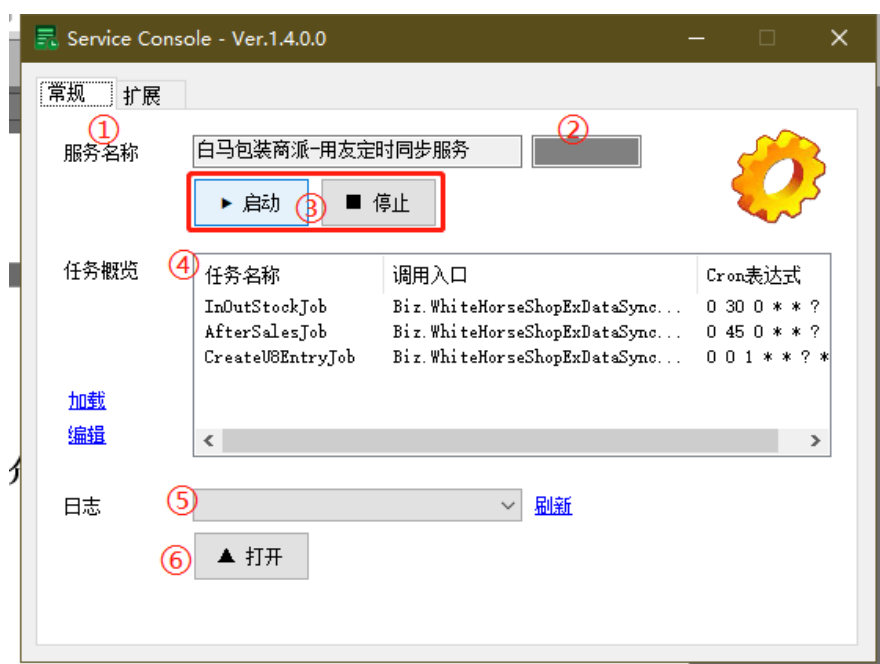 Service Console - Ver.1.4.0.0
常规 扩展
①
服务名称 白马包装商派-用友定时同步服务 ②
▶ 启动 ③ ■ 停止
任务概览 ④ 任务名称 调用入口 Cron表达式
InOutStockJob Biz.WhiteHorseShopExDataSync... 0 30 0 * * ?
AfterSalesJob Biz.WhiteHorseShopExDataSync... 0 45 0 * * ?
CreateU8EntryJob Biz.WhiteHorseShopExDataSync... 0 0 1 * * ? *
加载
编辑
日志 ⑤ 刷新
⑥ ▲ 打开